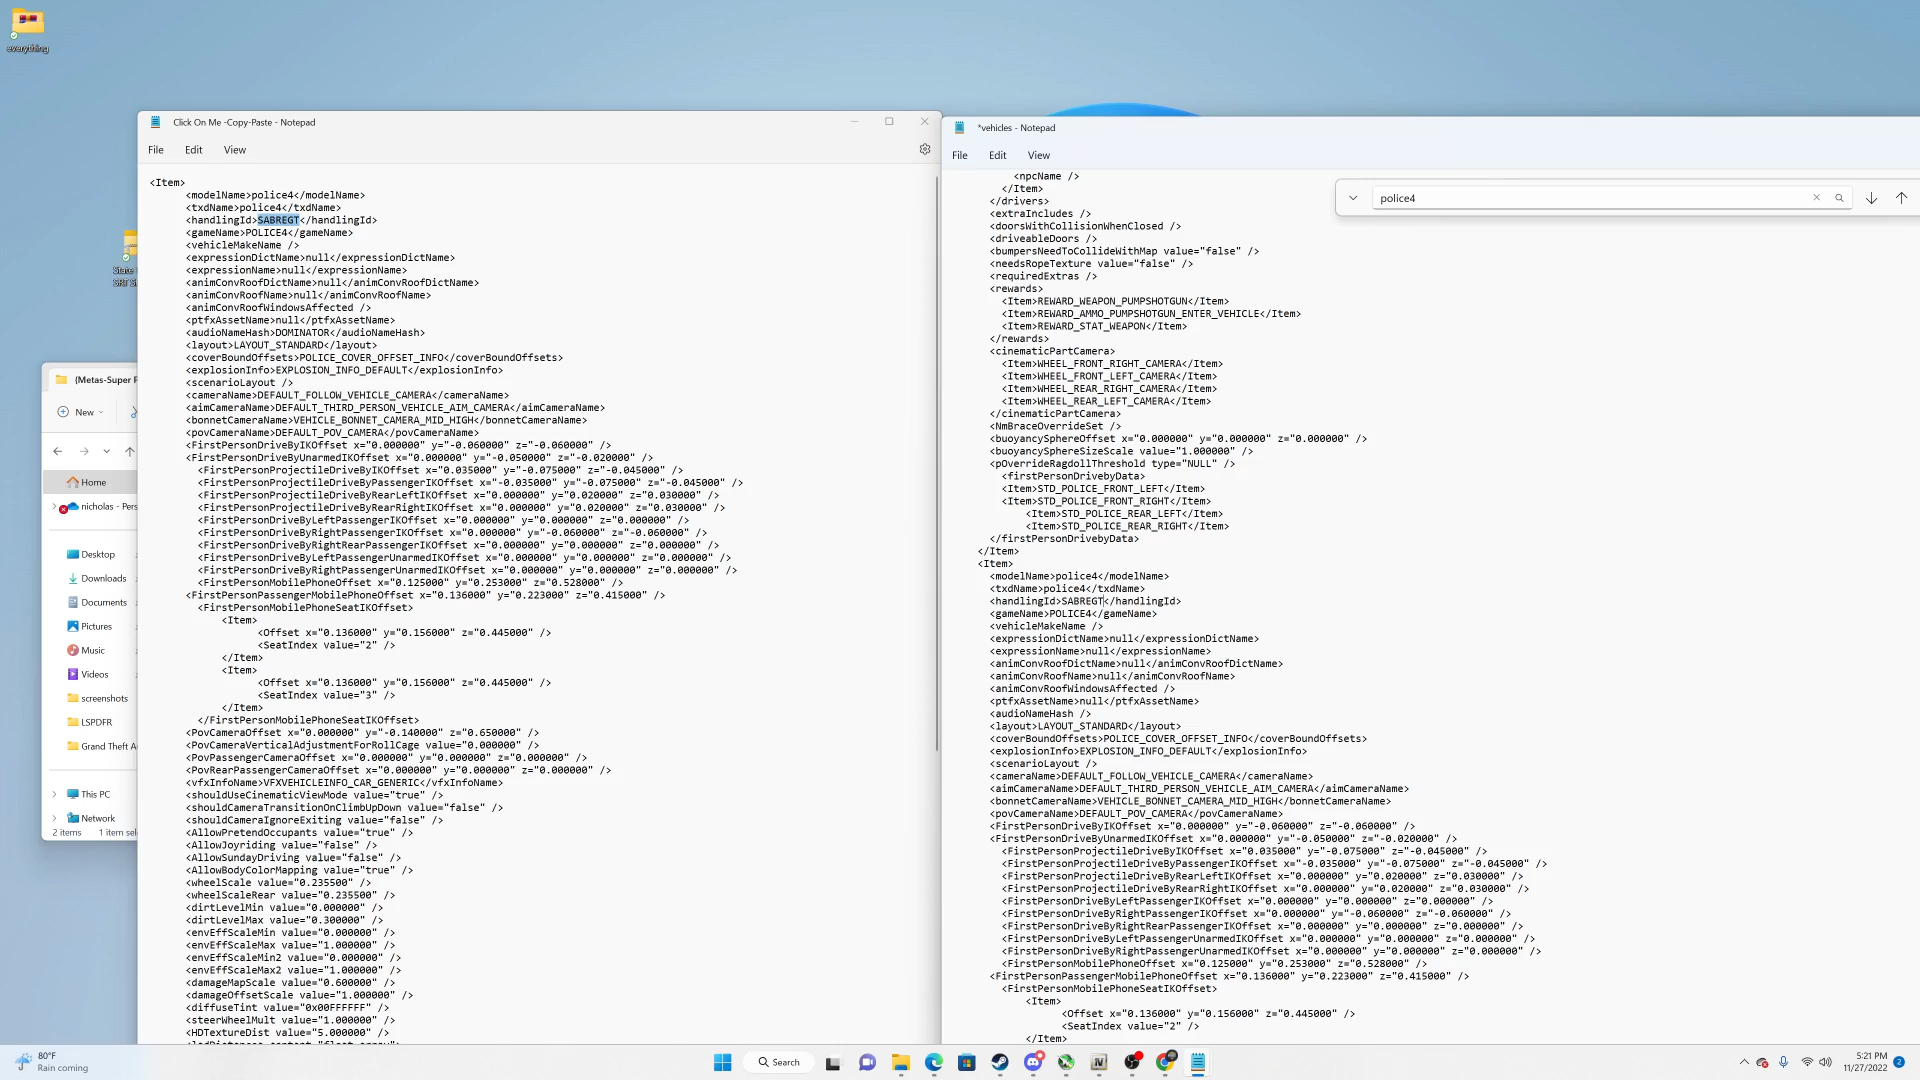 everything
Click On Me -Copy-Paste - Notepad
File Edit View
<Item>
<modelName>police4</modelName>
<txdName>police4</txdName>
<handlingId>SABREGT</handlingId>
<gameName>POLICE4</gameName>
<vehicleMakeName />
<expressionDictName>null</expressionDictName>
<expressionName>null</expressionName>
<animConvRoofDictName>null</animConvRoofDictName>
<animConvRoofName>null</animConvRoofName>
<animConvRoofWindowsAffected />
<ptfxAssetName>null</ptfxAssetName>
<audioNameHash>DOMINATOR</audioNameHash>
<layout>LAYOUT_STANDARD</layout>
<coverBoundOffsets>POLICE_COVER_OFFSET_INFO</coverBoundOffsets>
<explosionInfo>EXPLOSION_INFO_DEFAULT</explosionInfo>
<scenarioLayout />
<cameraName>DEFAULT_FOLLOW_VEHICLE_CAMERA</cameraName>
<aimCameraName>DEFAULT_THIRD_PERSON_VEHICLE_AIM_CAMERA</aimCameraName>
<bonnetCameraName>VEHICLE_BONNET_CAMERA_MID_HIGH</bonnetCameraName>
<povCameraName>DEFAULT_POV_CAMERA</povCameraName>
<FirstPersonDriveByIKOffset x="0.000000" y="-0.060000" z="-0.060000" />
<FirstPersonDriveByUnarmedIKOffset x="0.000000" y="-0.050000" z="-0.020000" />
<FirstPersonProjectileDriveByIKOffset x="0.035000" y="-0.075000" z="-0.045000" />
<FirstPersonProjectileDriveByPassengerIKOffset x="-0.035000" y="-0.075000" z="-0.045000" />
<FirstPersonProjectileDriveByRearLeftIKOffset x="0.000000" y="0.020000" z="0.030000" />
<FirstPersonProjectileDriveByRearRightIKOffset x="0.000000" y="0.020000" z="0.030000" />
<FirstPersonDriveByLeftPassengerIKOffset x="0.000000" y="0.000000" z="0.000000" />
<FirstPersonDriveByRightPassengerIKOffset x="0.000000" y="-0.060000" z="-0.060000" />
<FirstPersonDriveByRightRearPassengerIKOffset x="0.000000" y="0.000000" z="0.000000" />
<FirstPersonDriveByLeftPassengerUnarmedIKOffset x="0.000000" y="0.000000" z="0.000000" />
<FirstPersonDriveByRightPassengerUnarmedIKOffset x="0.000000" y="0.000000" z="0.000000" />
<FirstPersonMobilePhoneOffset x="0.125000" y="0.253000" z="0.528000" />
<FirstPersonPassengerMobilePhoneOffset x="0.136000" y="0.223000" z="0.415000" />
<FirstPersonMobilePhoneSeatIKOffset>
<Item>
<Offset x="0.136000" y="0.156000" z="0.445000" />
<SeatIndex value="2" />
</Item>
<Item>
<Offset x="0.136000" y="0.156000" z="0.445000" />
<SeatIndex value="3" />
</Item>
</FirstPersonMobilePhoneSeatIKOffset>
<PovCameraOffset x="0.000000" y="-0.140000" z="0.650000" />
<PovCameraVerticalAdjustmentForRollCage value="0.000000" />
<PovPassengerCameraOffset x="0.000000" y="0.000000" z="0.000000" />
<PovRearPassengerCameraOffset x="0.000000" y="0.000000" z="0.000000" />
<vfxInfoName>VFXVEHICLEINFO_CAR_GENERIC</vfxInfoName>
<shouldUseCinematicViewMode value="true" />
<shouldCameraTransitionOnClimbUpDown value="false" />
<shouldCameraIgnoreExiting value="false" />
<AllowPretendOccupants value="true" />
<AllowJoyriding value="false" />
<AllowSundayDriving value="false" />
<AllowBodyColorMapping value="true" />
<wheelScale value="0.235500" />
<wheelScaleRear value="0.235500" />
<dirtLevelMin value="0.000000" />
<dirtLevelMax value="0.300000" />
<envEffScaleMin value="0.000000" />
<envEffScaleMax value="1.000000" />
<envEffScaleMin2 value="0.000000" />
<envEffScaleMax2 value="1.000000" />
<damageMapScale value="0.600000" />
<damageOffsetScale value="1.000000" />
<diffuseTint value="0x00FFFFFF" />
<steerWheelMult value="1.000000" />
<HDTextureDist value="5.000000" />
*vehicles - Notepad
File Edit View
police4
<npcName />
</Item>
</drivers>
<extraIncludes />
<doorsWithCollisionWhenClosed />
<driveableDoors />
<bumpersNeedToCollideWithMap value="false" />
<needsRopeTexture value="false" />
<requiredExtras />
<rewards>
<Item>REWARD_WEAPON_PUMPSHOTGUN</Item>
<Item>REWARD_AMMO_PUMPSHOTGUN_ENTER_VEHICLE</Item>
<Item>REWARD_STAT_WEAPON</Item>
</rewards>
<cinematicPartCamera>
<Item>WHEEL_FRONT_RIGHT_CAMERA</Item>
<Item>WHEEL_FRONT_LEFT_CAMERA</Item>
<Item>WHEEL_REAR_RIGHT_CAMERA</Item>
<Item>WHEEL_REAR_LEFT_CAMERA</Item>
</cinematicPartCamera>
<NmBraceOverrideSet />
<buoyancySphereOffset x="0.000000" y="0.000000" z="0.000000" />
<buoyancySphereSizeScale value="1.000000" />
<pOverrideRagdollThreshold type="NULL" />
<firstPersonDrivebyData>
<Item>STD_POLICE_FRONT_LEFT</Item>
<Item>STD_POLICE_FRONT_RIGHT</Item>
<Item>STD_POLICE_REAR_LEFT</Item>
<Item>STD_POLICE_REAR_RIGHT</Item>
</firstPersonDrivebyData>
</Item>
<Item>
<modelName>police4</modelName>
<txdName>police4</txdName>
<handlingId>SABREGT</handlingId>
<gameName>POLICE4</gameName>
<vehicleMakeName />
<expressionDictName>null</expressionDictName>
<expressionName>null</expressionName>
<animConvRoofDictName>null</animConvRoofDictName>
<animConvRoofName>null</animConvRoofName>
<animConvRoofWindowsAffected />
<ptfxAssetName>null</ptfxAssetName>
<audioNameHash />
<layout>LAYOUT_STANDARD</layout>
<coverBoundOffsets>POLICE_COVER_OFFSET_INFO</coverBoundOffsets>
<explosionInfo>EXPLOSION_INFO_DEFAULT</explosionInfo>
<scenarioLayout />
<cameraName>DEFAULT_FOLLOW_VEHICLE_CAMERA</cameraName>
<aimCameraName>DEFAULT_THIRD_PERSON_VEHICLE_AIM_CAMERA</aimCameraName>
<bonnetCameraName>VEHICLE_BONNET_CAMERA_MID_HIGH</bonnetCameraName>
<povCameraName>DEFAULT_POV_CAMERA</povCameraName>
<FirstPersonDriveByIKOffset x="0.000000" y="-0.060000" z="-0.060000" />
<FirstPersonDriveByUnarmedIKOffset x="0.000000" y="-0.050000" z="-0.020000" />
<FirstPersonProjectileDriveByIKOffset x="0.035000" y="-0.075000" z="-0.045000" />
<FirstPersonProjectileDriveByPassengerIKOffset x="-0.035000" y="-0.075000" z="-0.045000" />
<FirstPersonProjectileDriveByRearLeftIKOffset x="0.000000" y="0.020000" z="0.030000" />
<FirstPersonProjectileDriveByRearRightIKOffset x="0.000000" y="0.020000" z="0.030000" />
<FirstPersonDriveByLeftPassengerIKOffset x="0.000000" y="0.000000" z="0.000000" />
<FirstPersonDriveByRightPassengerIKOffset x="0.000000" y="-0.060000" z="-0.060000" />
<FirstPersonDriveByRightRearPassengerIKOffset x="0.000000" y="0.000000" z="0.000000" />
<FirstPersonDriveByLeftPassengerUnarmedIKOffset x="0.000000" y="0.000000" z="0.000000" />
<FirstPersonDriveByRightPassengerUnarmedIKOffset x="0.000000" y="0.000000" z="0.000000" />
<FirstPersonMobilePhoneOffset x="0.125000" y="0.253000" z="0.528000" />
<FirstPersonPassengerMobilePhoneOffset x="0.136000" y="0.223000" z="0.415000" />
<FirstPersonMobilePhoneSeatIKOffset>
<Item>
<Offset x="0.136000" y="0.156000" z="0.445000" />
<SeatIndex value="2" />
</Item>
State
SRT S
(Metas-Super P
New
Home
nicholas - Pers
Desktop
Downloads
Documents
Pictures
Music
Videos
screenshots
LSPDFR
Grand Theft A
This PC
Network
2 items 1 item sel
80°F
Rain coming
Search
5:21 PM
11/27/2022
2